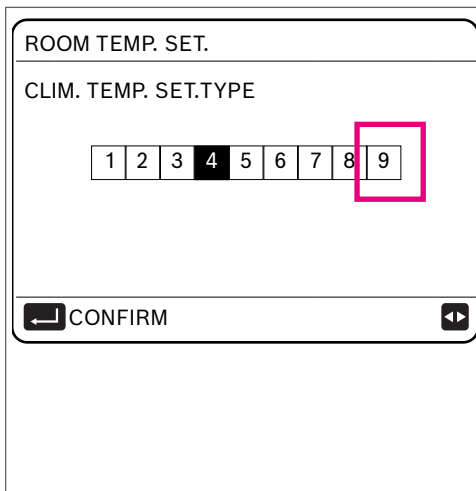 ROOM TEMP. SET.
CLIM. TEMP. SET.TYPE
1 2 3 4 5 6 7 8 9
CONFIRM